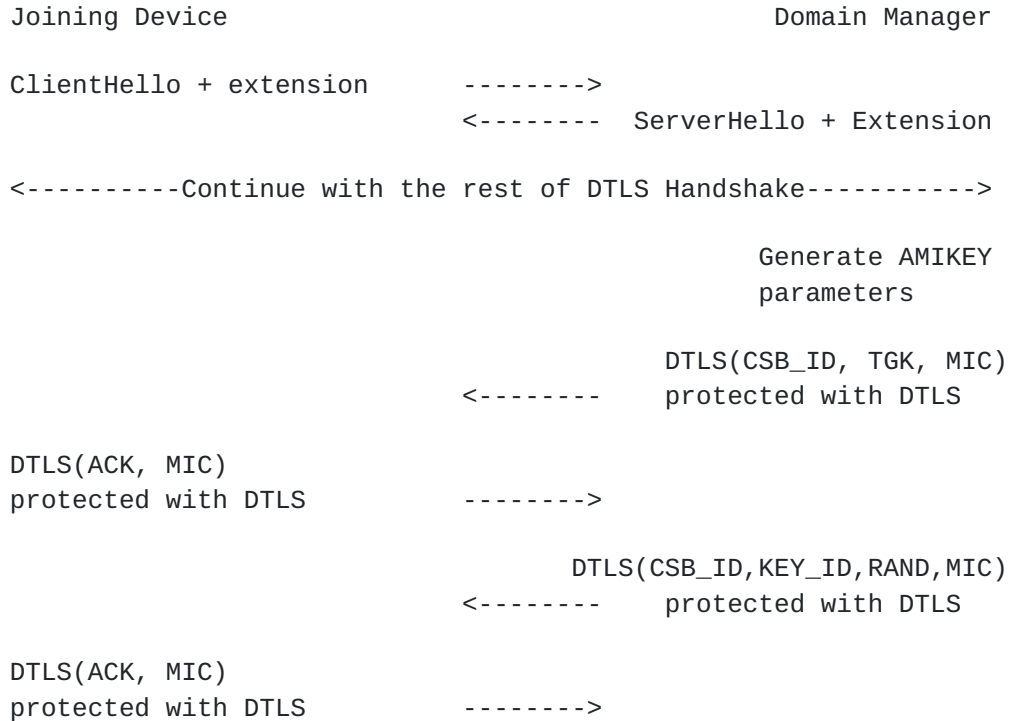 Joining Device                                   Domain Manager
ClientHello + extension      -------->
                             <--------  ServerHello + Extension
<----------Continue with the rest of DTLS Handshake----------->
                                                Generate AMIKEY
                                                parameters
                                          DTLS(CSB_ID, TGK, MIC)
                             <--------    protected with DTLS
DTLS(ACK, MIC)
protected with DTLS          -------->
                                    DTLS(CSB_ID,KEY_ID,RAND,MIC)
                             <--------    protected with DTLS
DTLS(ACK, MIC)
protected with DTLS          -------->